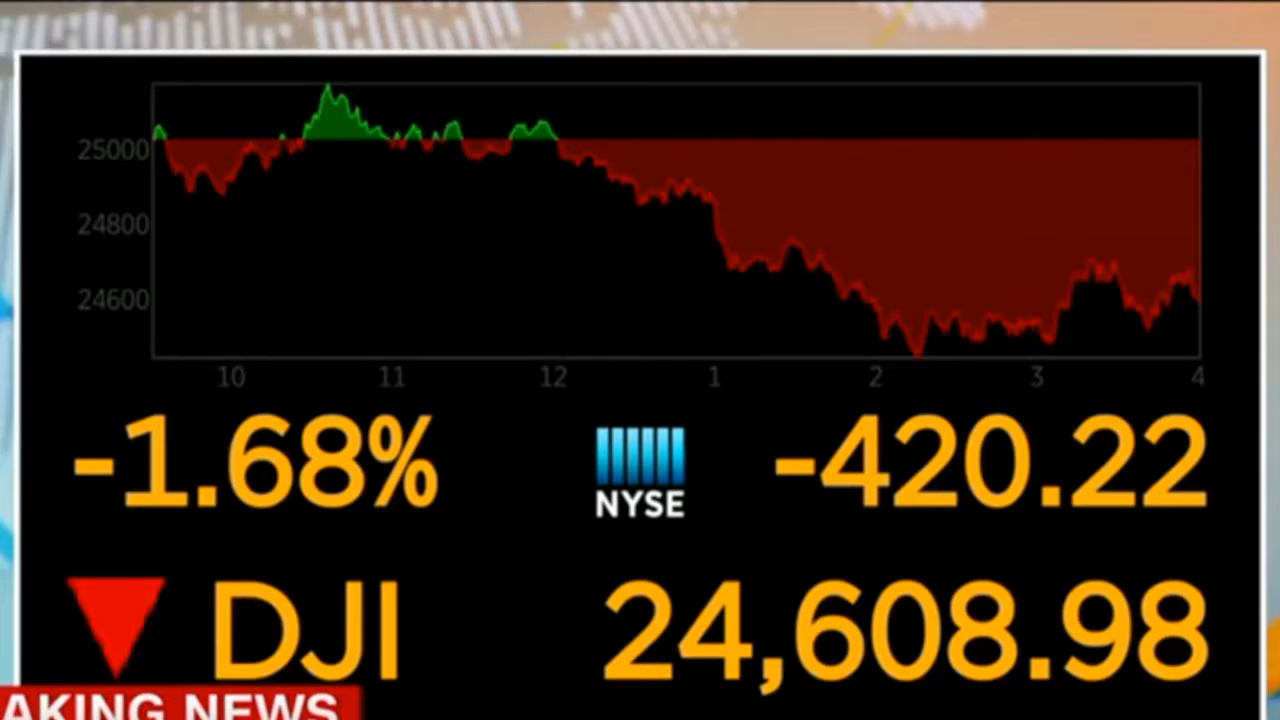 25000
24800
24600
10 11 12 1 2 3 4
-1.68% NYSE -420.22
DJI 24,608.98
AKING NEWS